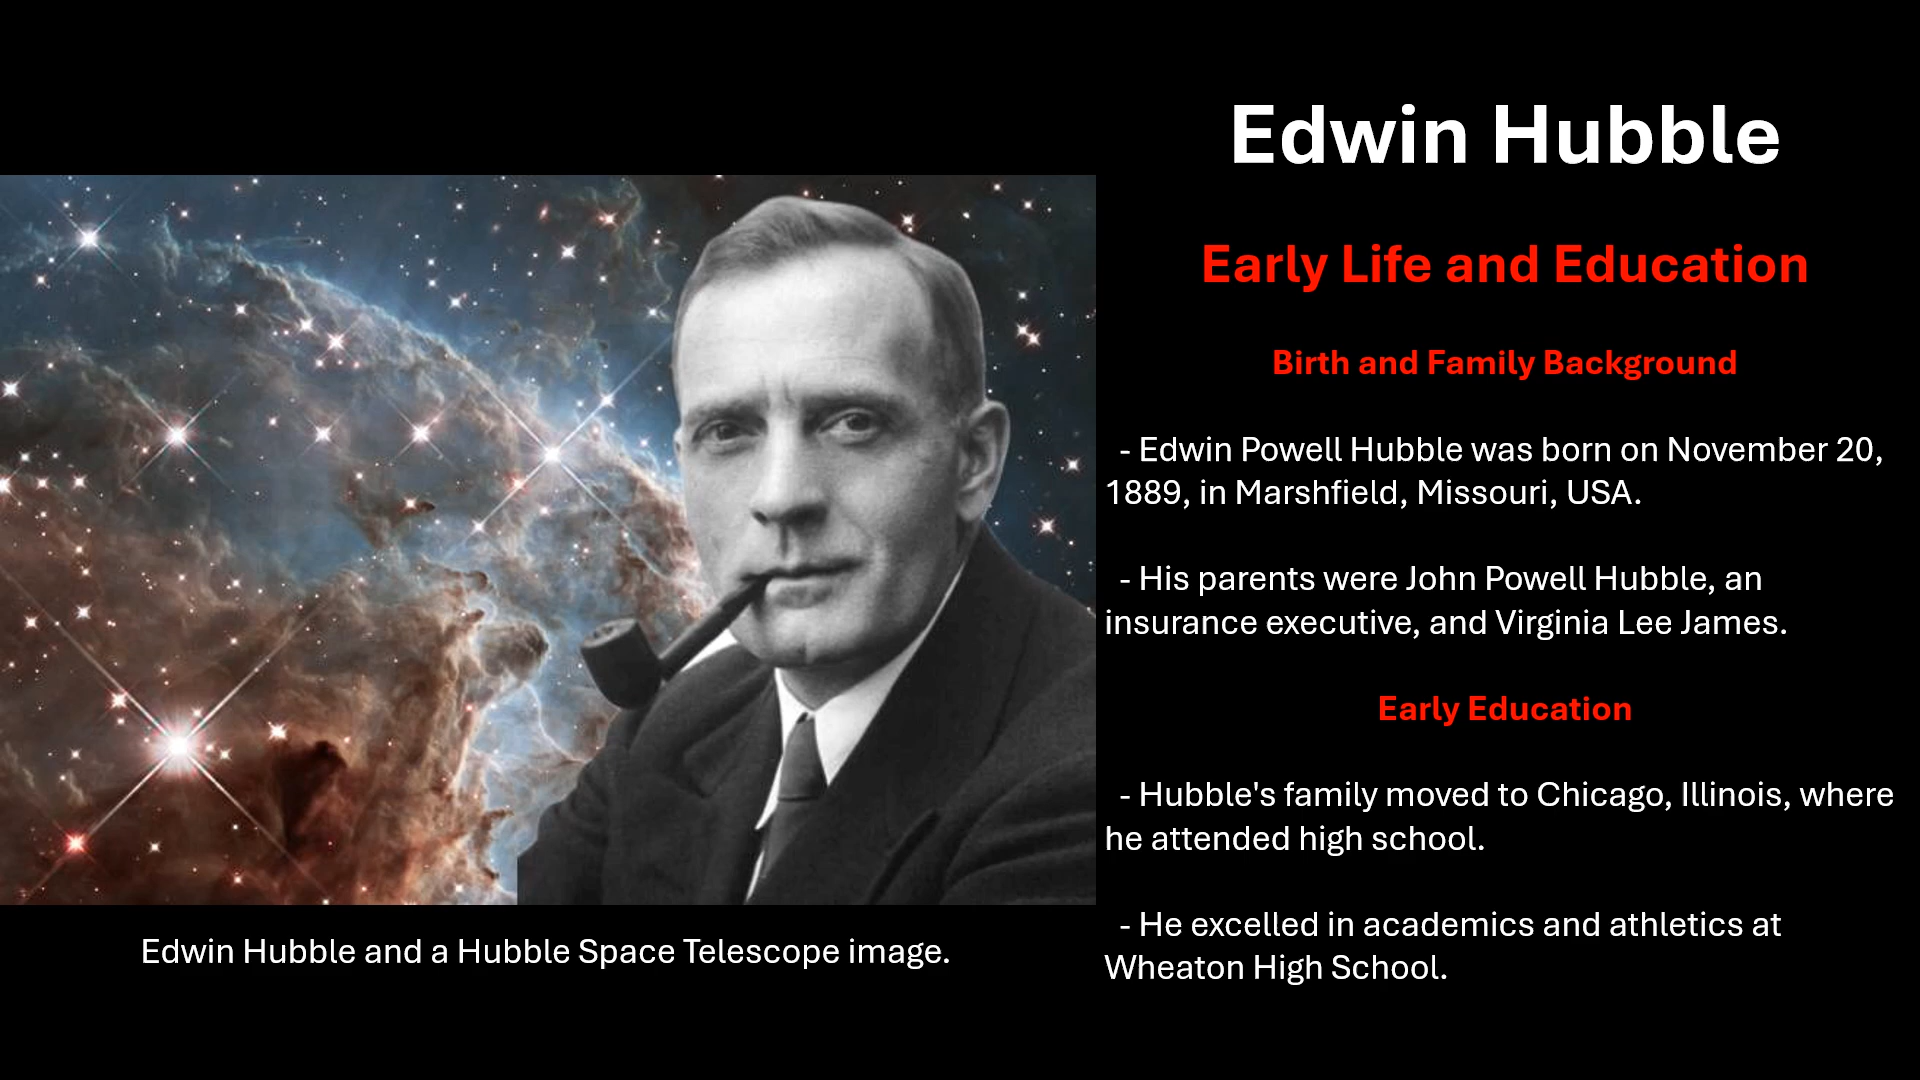 Edwin Hubble
Early Life and Education
Birth and Family Background
- Edwin Powell Hubble was born on November 20,
1889, in Marshfield, Missouri, USA.
- His parents were John Powell Hubble, an
insurance executive, and Virginia Lee James.
Early Education
- Hubble's family moved to Chicago, Illinois, where
he attended high school.
- He excelled in academics and athletics at
Wheaton High School.
Edwin Hubble and a Hubble Space Telescope image.